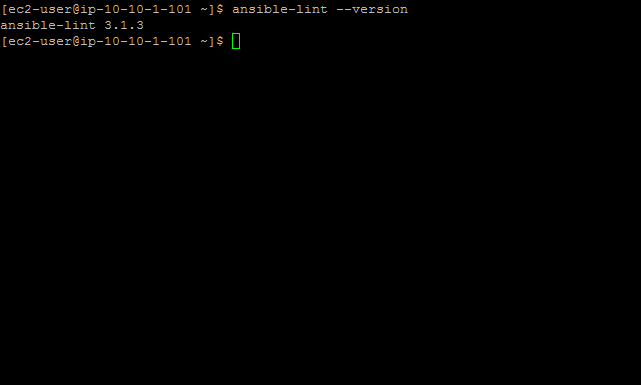 [ec2-user@ip-10-10-1-101 ~]$ ansible-lint --version
ansible-lint 3.1.3
[ec2-user@ip-10-10-1-101 ~]$